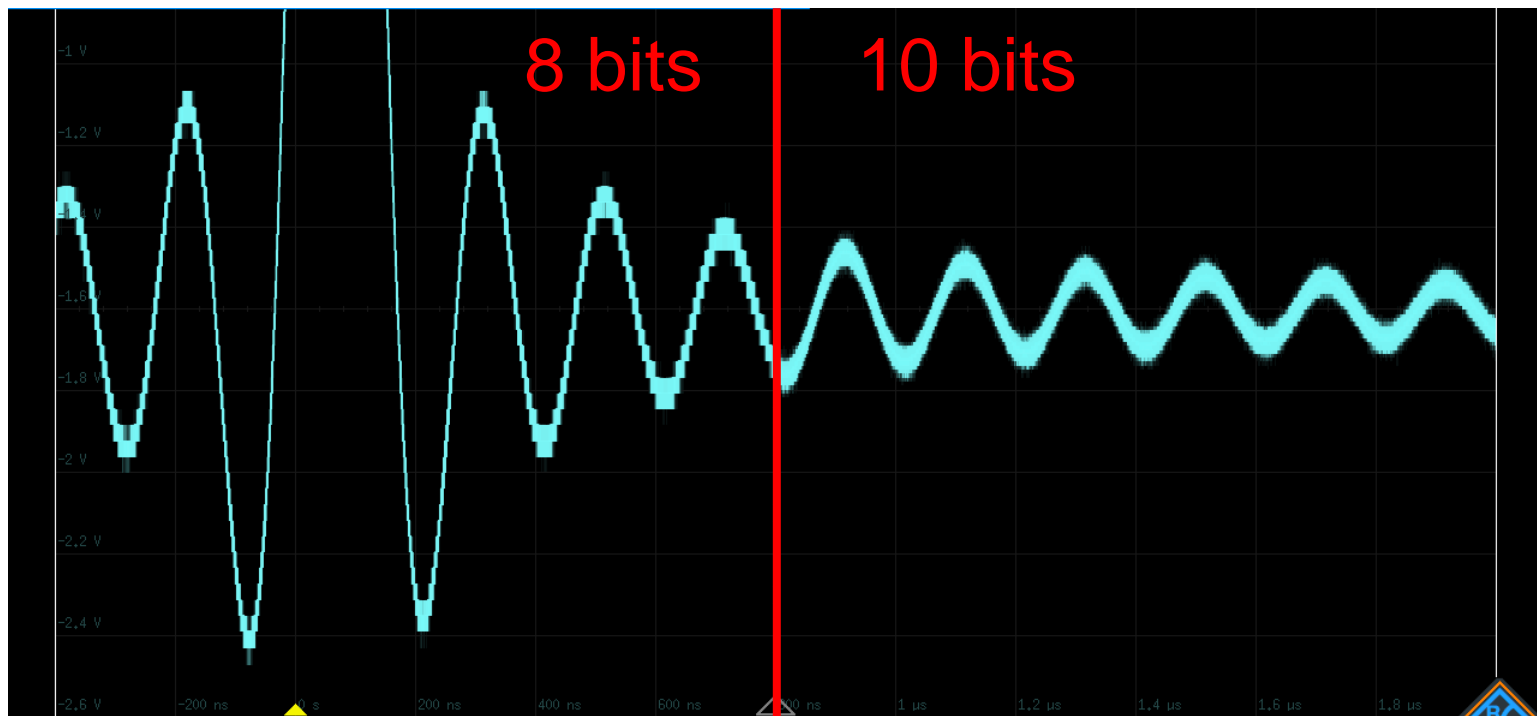 8 bits
10 bits
-1 V
-1.2 V
-1.4 V
-1.6 V
-1.8 V
-2 V
-2.2 V
-2.4 V
-2.6 V
-200 ns
0 s
200 ns
400 ns
600 ns
1 µs
1.2 µs
1.4 µs
1.6 µs
1.8 µs